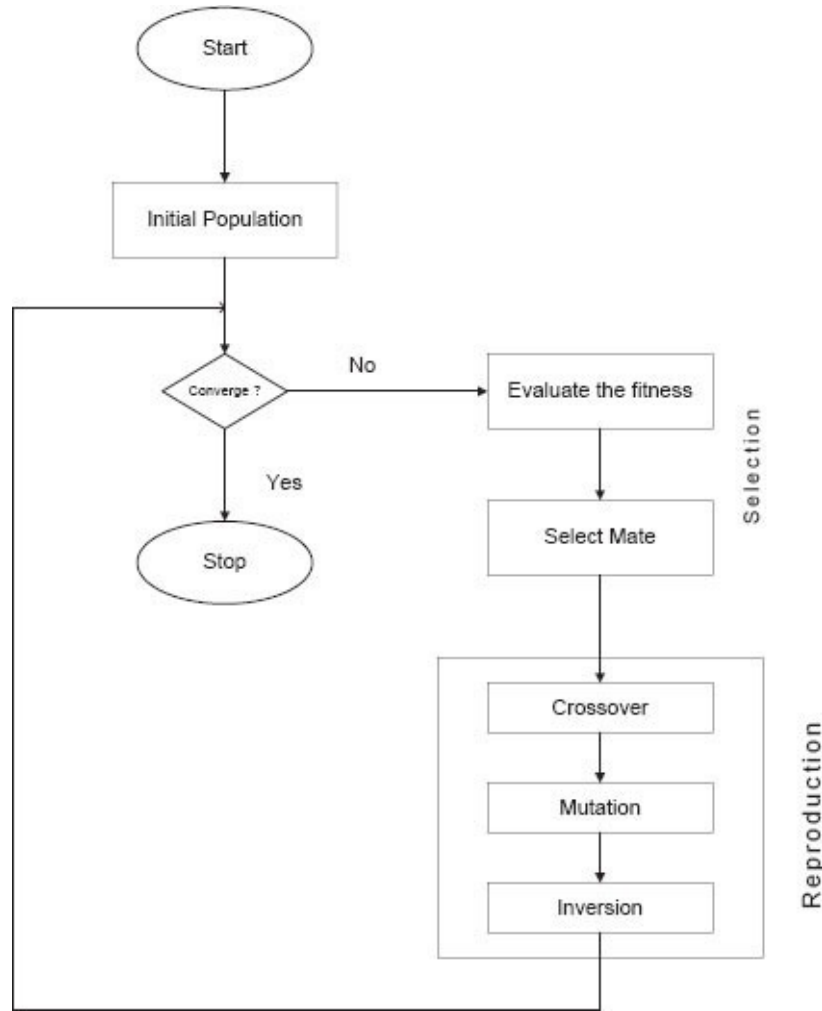 Start
Initial Population
Converge ?
No
Yes
Stop
Evaluate the fitness
Select Mate
Selection
Crossover
Mutation
Inversion
Reproduction